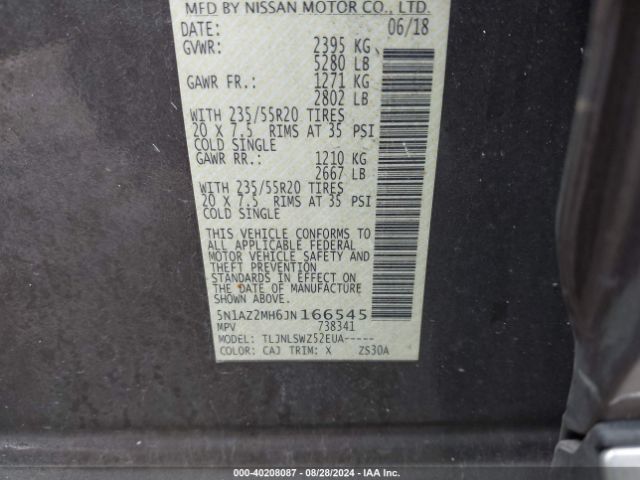 MFD BY NISSAN MOTOR CO., LTD.
DATE: 06/18
GVWR: 2395 KG
5280 LB
GAWR FR.: 1271 KG
2802 LB
WITH 235/55R20 TIRES
20 X 7.5 RIMS AT 35 PSI
COLD SINGLE
GAWR RR.: 1210 KG
2667 LB
WITH 235/55R20 TIRES
20 X 7.5 RIMS AT 35 PSI
COLD SINGLE
THIS VEHICLE CONFORMS TO
ALL APPLICABLE FEDERAL
MOTOR VEHICLE SAFETY AND
THEFT PREVENTION
STANDARDS IN EFFECT ON
THE DATE OF MANUFACTURE
SHOWN ABOVE.
5N1AZ2MH6JN166545
MPV 738341
MODEL: TLJNLSWZ52EUA-----
COLOR: CAJ TRIM: X ZS30A
000-40208087 • 08/28/2024 • IAA Inc.